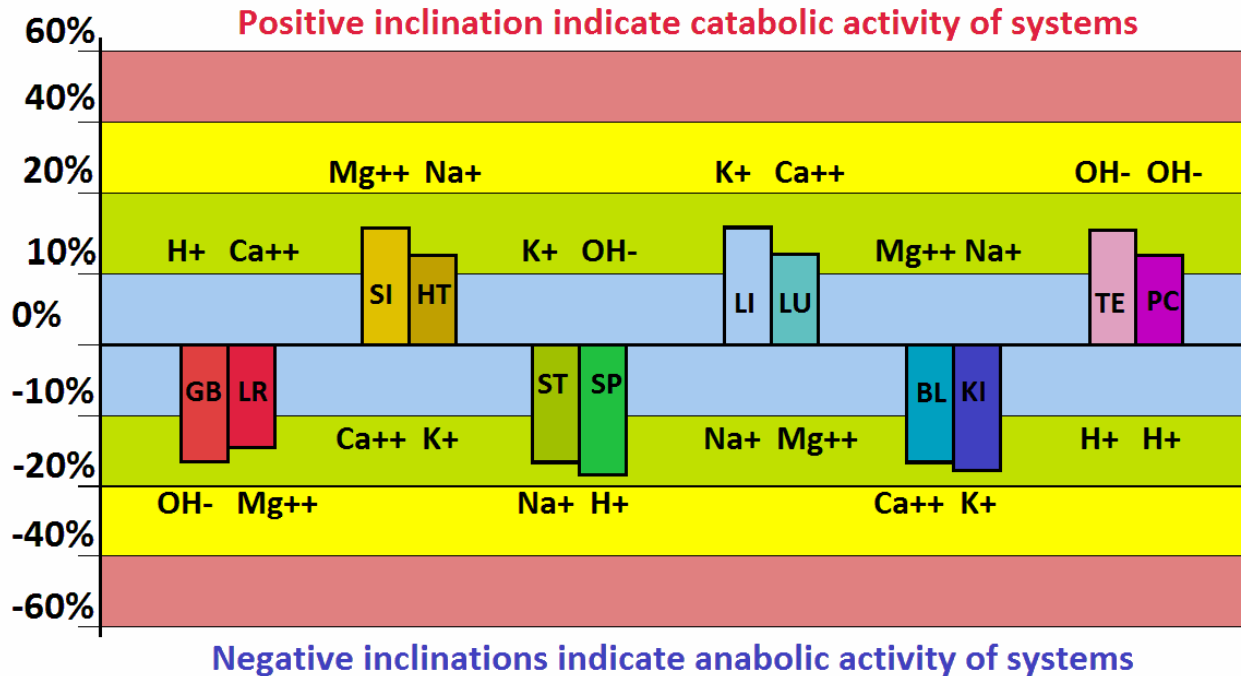 Positive inclination indicate catabolic activity of systems
60%
40%
20%
Mg++ Na+
K+ Ca++
OH- OH-
10%
H+ Ca++
K+ OH-
Mg++ Na+
SI HT
LI LU
TE PC
0%
GB LR
ST SP
BL KI
-10%
Ca++ K+
Na+ Mg++
H+ H+
-20%
OH- Mg++
Na+ H+
Ca++ K+
-40%
-60%
Negative inclinations indicate anabolic activity of systems